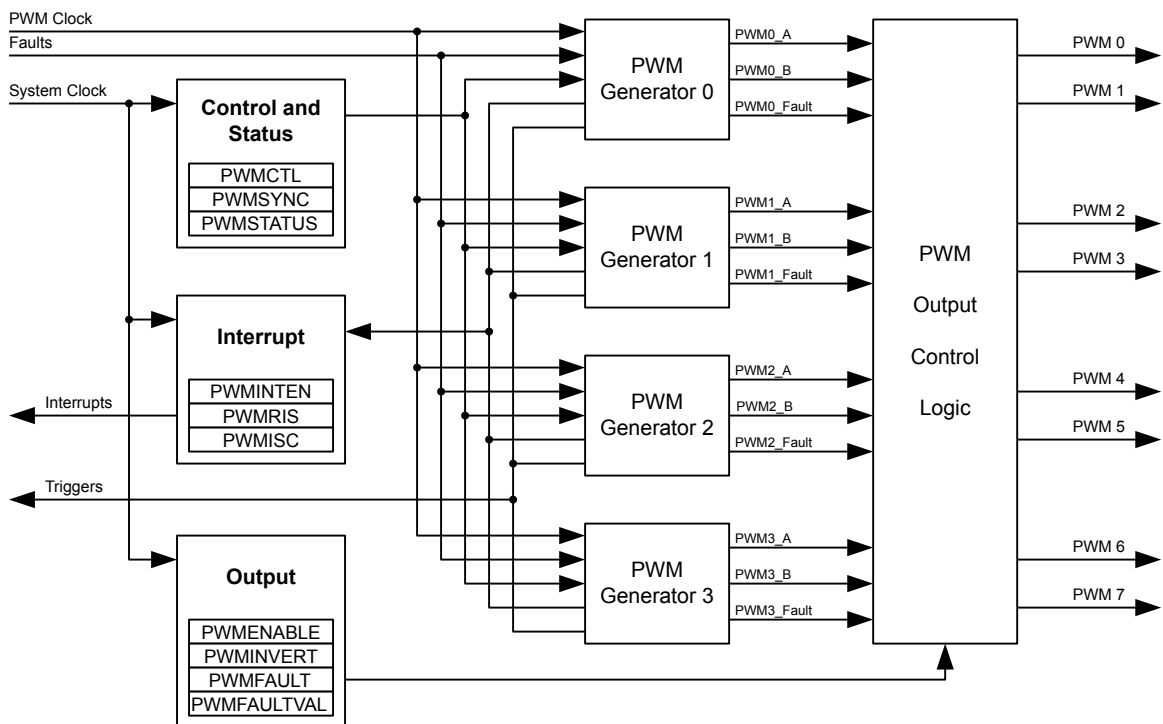 PWM Clock
Faults
System Clock
Control and
Status
PWMCTL
PWMSYNC
PWMSTATUS
Interrupt
PWMINTEN
PWMRIS
PWMISC
Interrupts
Triggers
Output
PWMENABLE
PWMINVERT
PWMFAULT
PWMFAULTVAL
PWM
Generator 0
PWM0_A
PWM0_B
PWM0_Fault
PWM
Generator 1
PWM1_A
PWM1_B
PWM1_Fault
PWM
Generator 2
PWM2_A
PWM2_B
PWM2_Fault
PWM
Generator 3
PWM3_A
PWM3_B
PWM3_Fault
PWM
Output
Control
Logic
PWM 0
PWM 1
PWM 2
PWM 3
PWM 4
PWM 5
PWM 6
PWM 7